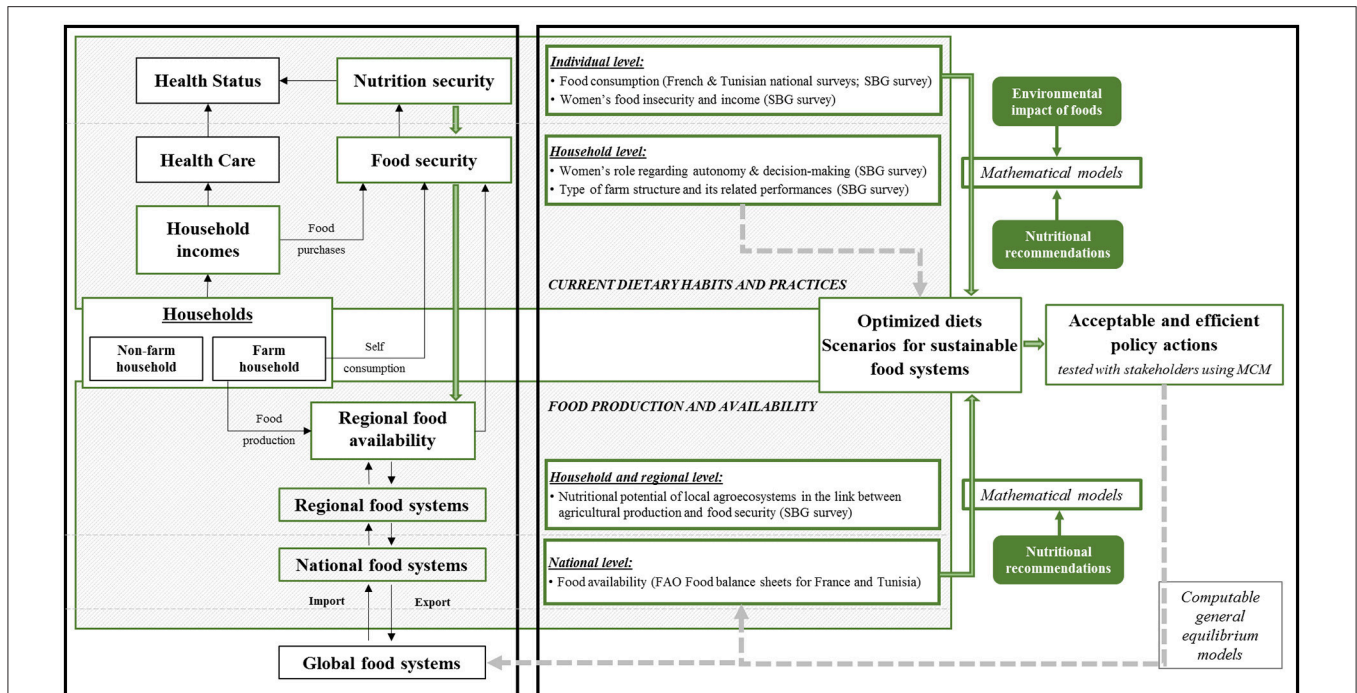 Health Status
Nutrition security
Health Care
Food security
Household
incomes
Food
purchases
Households
Non-farm
household
Farm
household
Self
consumption
Food
production
Regional food
availability
Regional food systems
National food systems
Import
Export
Global food systems
Individual level:
• Food consumption (French & Tunisian national surveys; SBG survey)
• Women's food insecurity and income (SBG survey)
Household level:
• Women's role regarding autonomy & decision-making (SBG survey)
• Type of farm structure and its related performances (SBG survey)
CURRENT DIETARY HABITS AND PRACTICES
FOOD PRODUCTION AND AVAILABILITY
Household and regional level:
• Nutritional potential of local agroecosystems in the link between
agricultural production and food security (SBG survey)
National level:
• Food availability (FAO Food balance sheets for France and Tunisia)
Environmental
impact of foods
Mathematical models
Nutritional
recommendations
Optimized diets
Scenarios for sustainable
food systems
Acceptable and efficient
policy actions
tested with stakeholders using MCM
Mathematical models
Nutritional
recommendations
Computable
general
equilibrium
models